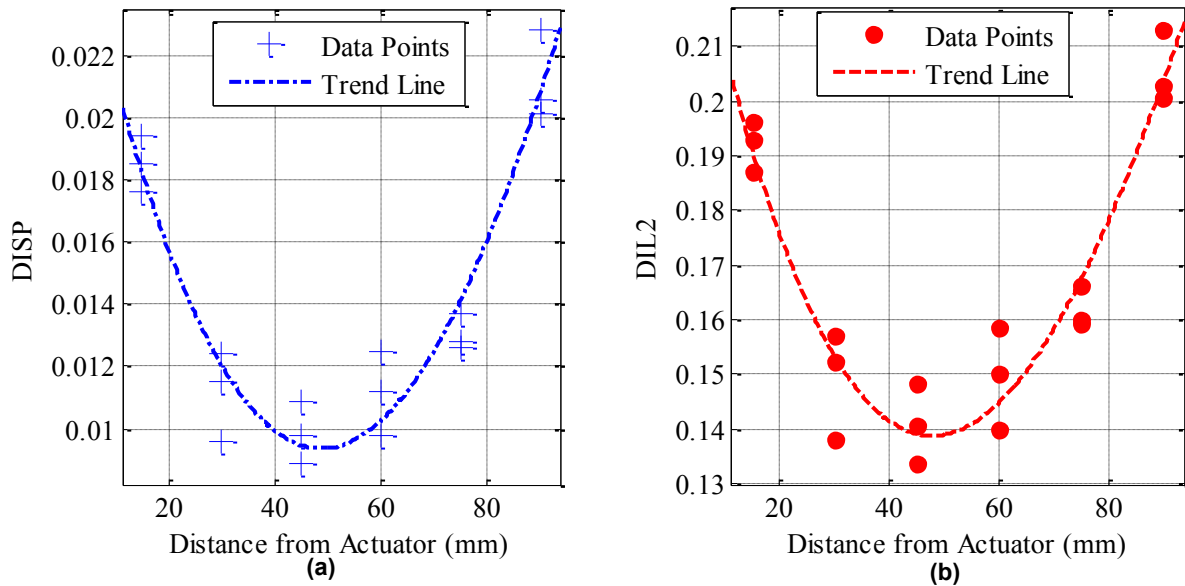 Data Points
Trend Line
0.022
0.02
0.018
0.016
0.014
0.012
0.01
DISP
20 40 60 80
Distance from Actuator (mm)
(a)
Data Points
Trend Line
0.21
0.2
0.19
0.18
0.17
0.16
0.15
0.14
0.13
DIL2
20 40 60 80
Distance from Actuator (mm)
(b)